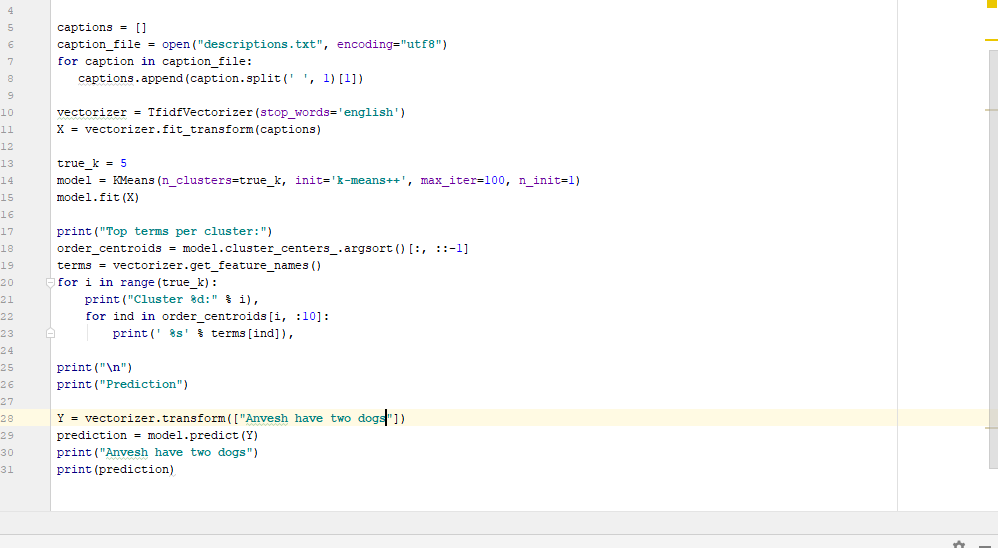 4
5 captions = []
6 caption_file = open("descriptions.txt", encoding="utf8")
7 for caption in caption_file:
8 captions.append(caption.split(' ', 1)[1])
9
10 vectorizer = TfidfVectorizer(stop_words='english')
11 X = vectorizer.fit_transform(captions)
12
13 true_k = 5
14 model = KMeans(n_clusters=true_k, init='k-means++', max_iter=100, n_init=1)
15 model.fit(X)
16
17 print("Top terms per cluster:")
18 order_centroids = model.cluster_centers_.argsort()[:, ::-1]
19 terms = vectorizer.get_feature_names()
20 for i in range(true_k):
21 print("Cluster %d:" % i),
22 for ind in order_centroids[i, :10]:
23 print(' %s' % terms[ind]),
24
25 print("\n")
26 print("Prediction")
27
28 Y = vectorizer.transform(["Anvesh have two dogs"])
29 prediction = model.predict(Y)
30 print("Anvesh have two dogs")
31 print(prediction)